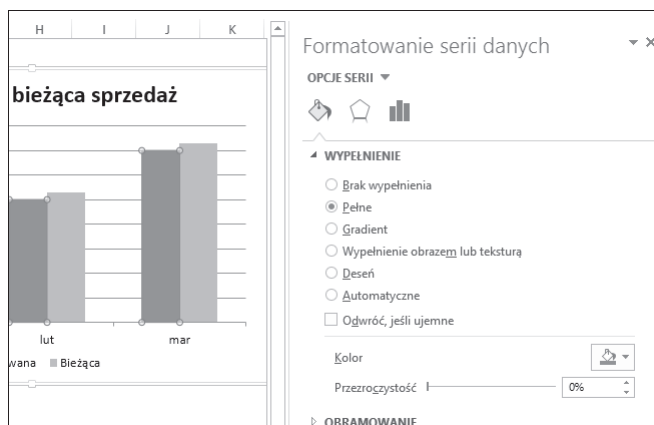 H I J K
bieżąca sprzedaż
lut mar
wana Bieżąca
Formatowanie serii danych
OPCJE SERII
WYPEŁNIENIE
Brak wypełnienia
Pełne
Gradient
Wypełnienie obrazem lub teksturą
Deseń
Automatyczne
Odwróć, jeśli ujemne
Kolor
Przezroczystość 0%
OBRAMOWANIE